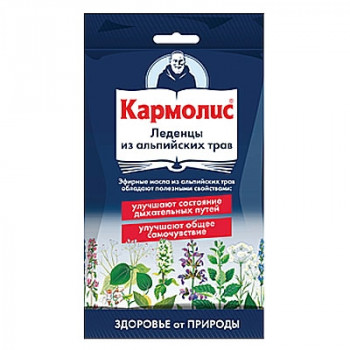 Кармолис®
Леденцы
из альпийских трав
Эфирные масла из альпийских трав
обладают полезными свойствами:
улучшают состояние
дыхательных путей
улучшают общее
самочувствие
ЗДОРОВЬЕ от ПРИРОДЫ